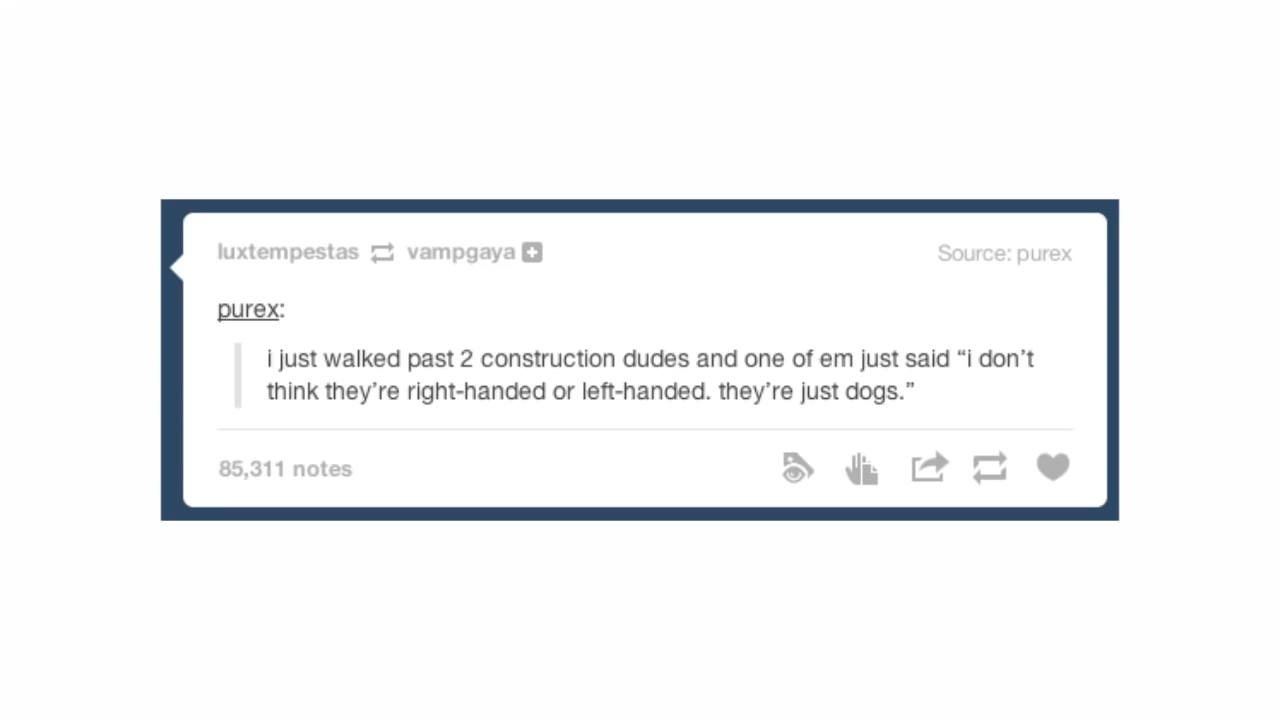 luxtempestas vampgaya Source: purex
purex:
i just walked past 2 construction dudes and one of em just said “i don’t
think they’re right-handed or left-handed. they’re just dogs.”
85,311 notes